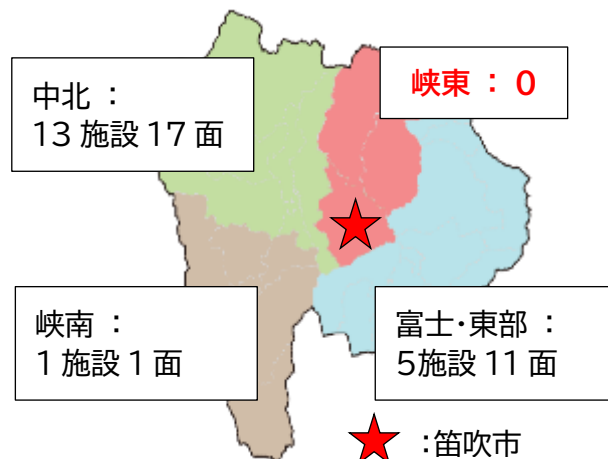 中北 ：
13 施設 17 面
峡東 ： 0
峡南 ：
1 施設 1 面
富士・東部 ：
5施設 11 面
：笛吹市